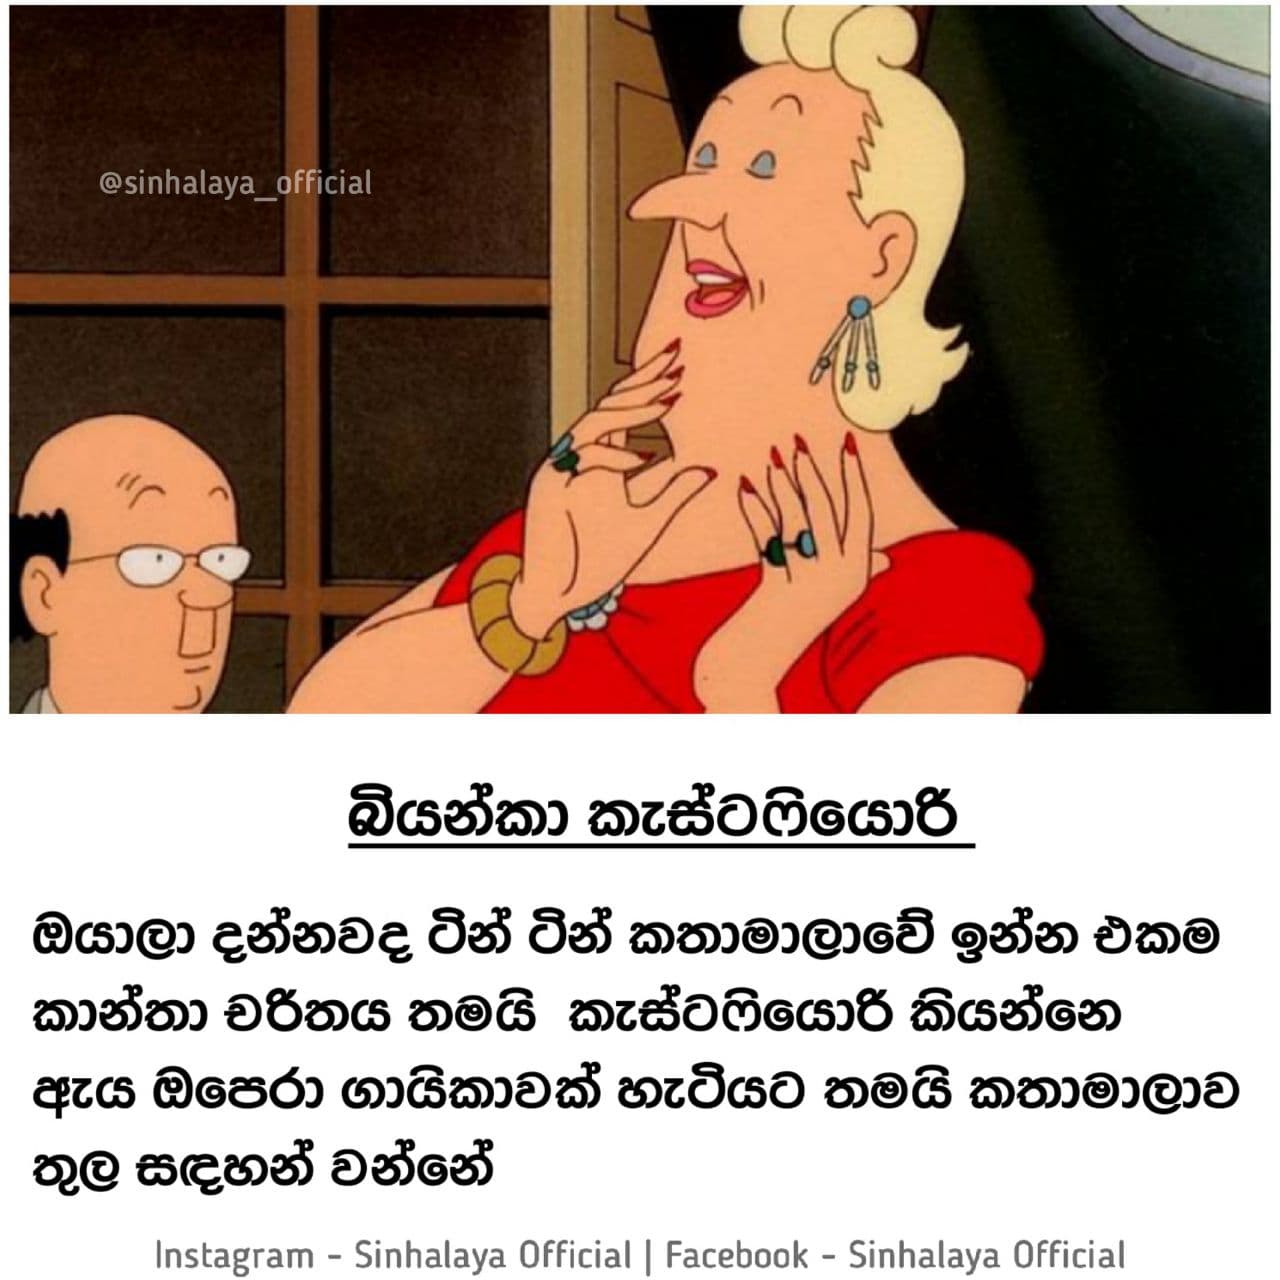 @sinhalaya_official
බියන්කා කැස්ටෆියොරි
ඔයාලා දන්නවද ටින් ටින් කතාමාලාවේ ඉන්න එකම
කාන්තා චරිතය තමයි කැස්ටෆියොරි කියන්නෙ
ඇය ඔපෙරා ගායිකාවක් හැටියට තමයි කතාමාලාව
තුල සඳහන් වන්නේ
Instagram - Sinhalaya Official | Facebook - Sinhalaya Official